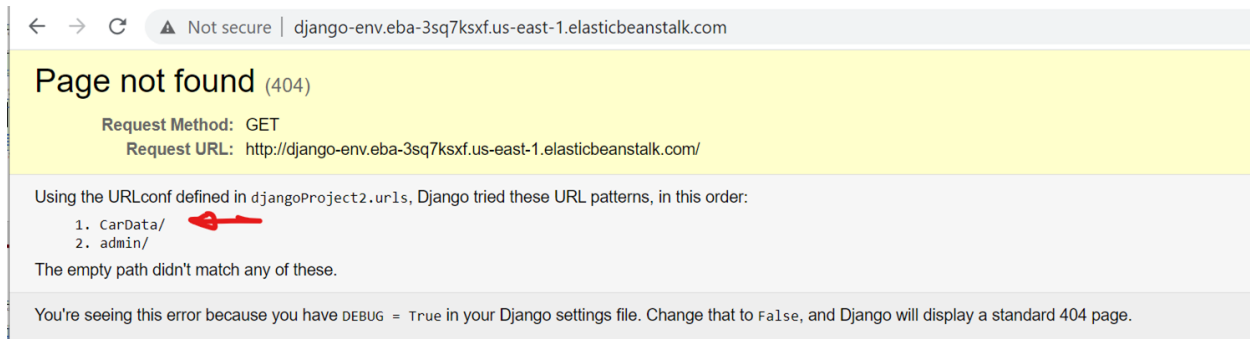 Not secure | django-env.eba-3sq7ksxf.us-east-1.elasticbeanstalk.com
Page not found (404)
Request Method: GET
Request URL: http://django-env.eba-3sq7ksxf.us-east-1.elasticbeanstalk.com/
Using the URLconf defined in djangoProject2.urls, Django tried these URL patterns, in this order:
1. CarData/
2. admin/
The empty path didn't match any of these.
You're seeing this error because you have DEBUG = True in your Django settings file. Change that to False, and Django will display a standard 404 page.